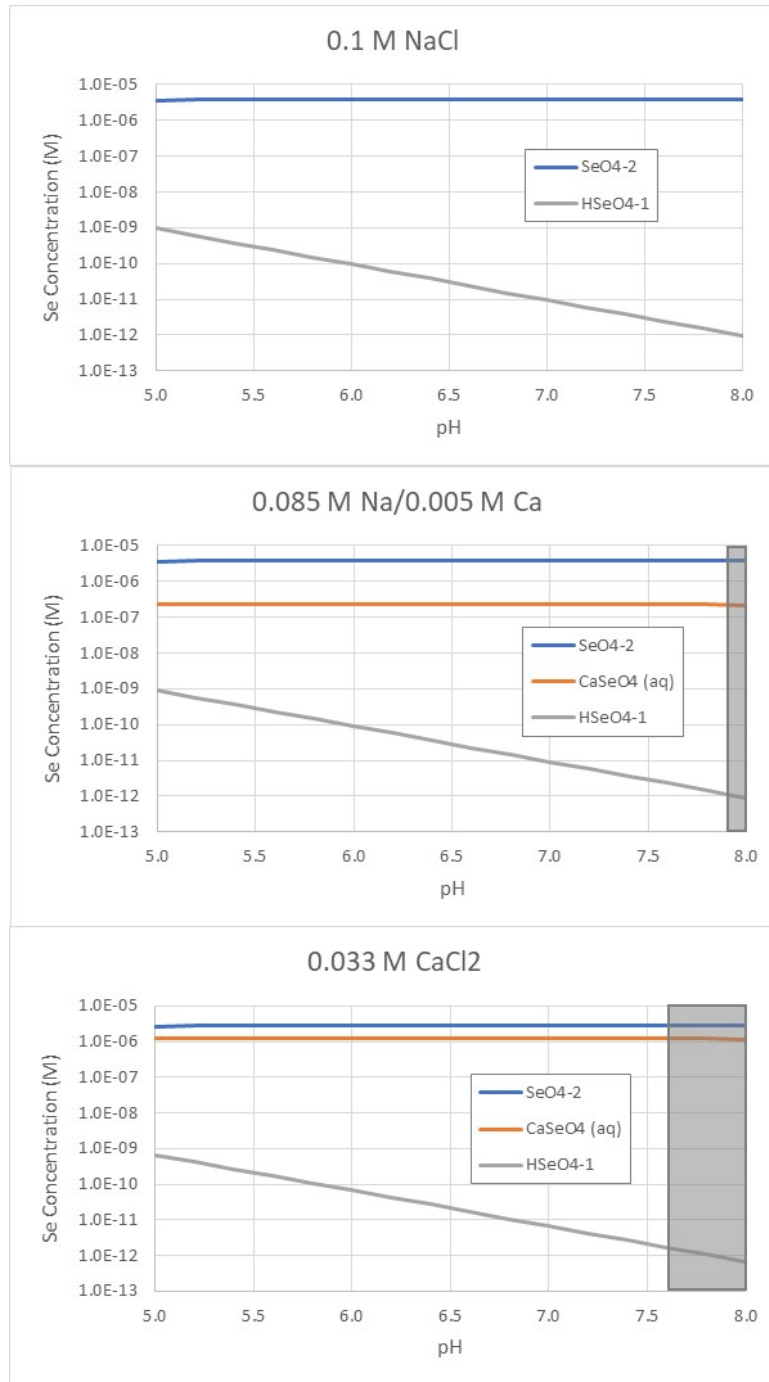 0.1 M NaCl
1.0E-05
1.0E-06
1.0E-07
1.0E-08
1.0E-09
1.0E-10
1.0E-11
1.0E-12
1.0E-13
Se Concentration (M)
SeO4-2
HSeO4-1
5.0 5.5 6.0 6.5 7.0 7.5 8.0
pH
0.085 M Na/0.005 M Ca
1.0E-05
1.0E-06
1.0E-07
1.0E-08
1.0E-09
1.0E-10
1.0E-11
1.0E-12
1.0E-13
Se Concentration (M)
SeO4-2
CaSeO4 (aq)
HSeO4-1
5.0 5.5 6.0 6.5 7.0 7.5 8.0
pH
0.033 M CaCl2
1.0E-05
1.0E-06
1.0E-07
1.0E-08
1.0E-09
1.0E-10
1.0E-11
1.0E-12
1.0E-13
Se Concentration (M)
SeO4-2
CaSeO4 (aq)
HSeO4-1
5.0 5.5 6.0 6.5 7.0 7.5 8.0
pH